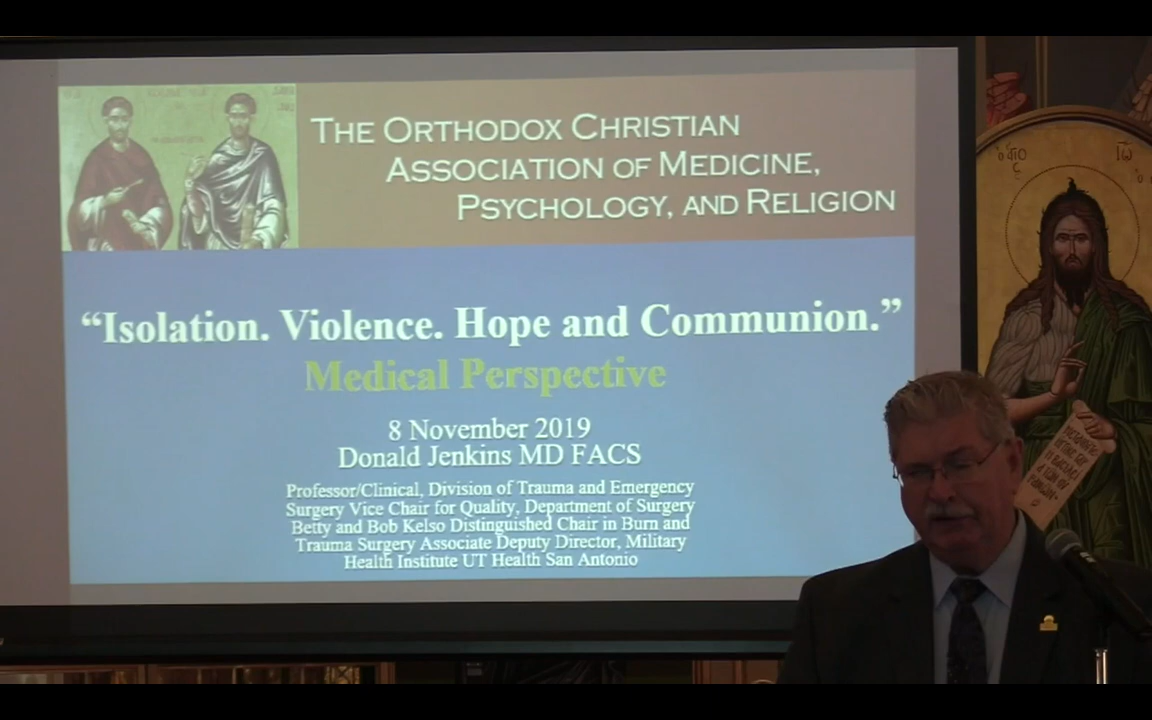 THE ORTHODOX CHRISTIAN
ASSOCIATION OF MEDICINE,
PSYCHOLOGY, AND RELIGION
“Isolation. Violence. Hope and Communion.”
Medical Perspective
8 November 2019
Donald Jenkins MD FACS
Professor/Clinical, Division of Trauma and Emergency
Surgery Vice Chair for Quality, Department of Surgery
Betty and Bob Kelso Distinguished Chair in Burn and
Trauma Surgery Associate Deputy Director, Military
Health Institute UT Health San Antonio